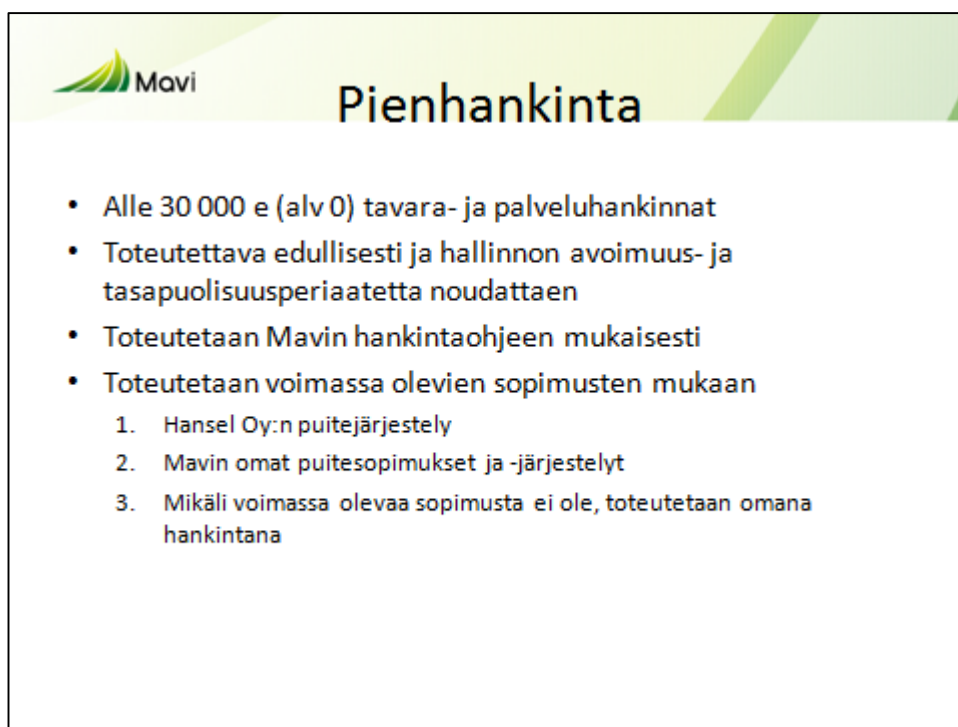 Mavi
Pienhankinta
• Alle 30 000 e (alv 0) tavara- ja palveluhankinnat
• Toteutettava edullisesti ja hallinnon avoimuus- ja
tasapuolisuusperiaatetta noudattaen
• Toteutetaan Mavin hankintaohjeen mukaisesti
• Toteutetaan voimassa olevien sopimusten mukaan
1. Hansel Oy:n puitejärjestely
2. Mavin omat puitesopimukset ja -järjestelyt
3. Mikäli voimassa olevaa sopimusta ei ole, toteutetaan omana
hankintana